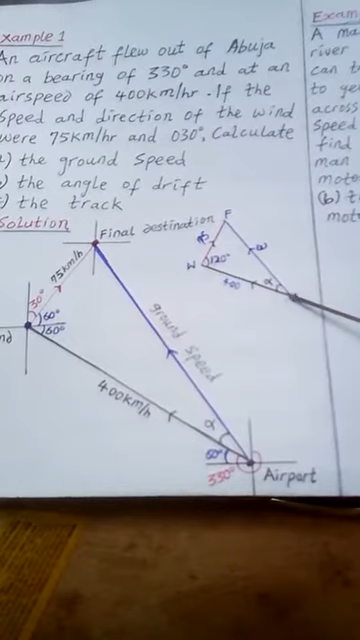 xample 1
An aircraft flew out of Abuja
on a bearing of 330° and at an
airspeed of 400km/hr. If the
Speed and direction of the wind
were 75km/hr and 030°, Calculate
) the ground Speed
) the angle of drift
) the track
Solution
Final destination
75km/h
30°
60°
60°
nd
400km/h
ground speed
α
60°
330°
Airport
F
W
120°
400
α
Exam
A ma
river
can t
to ge
across
Speed
find
man
moto
(b) t
mot